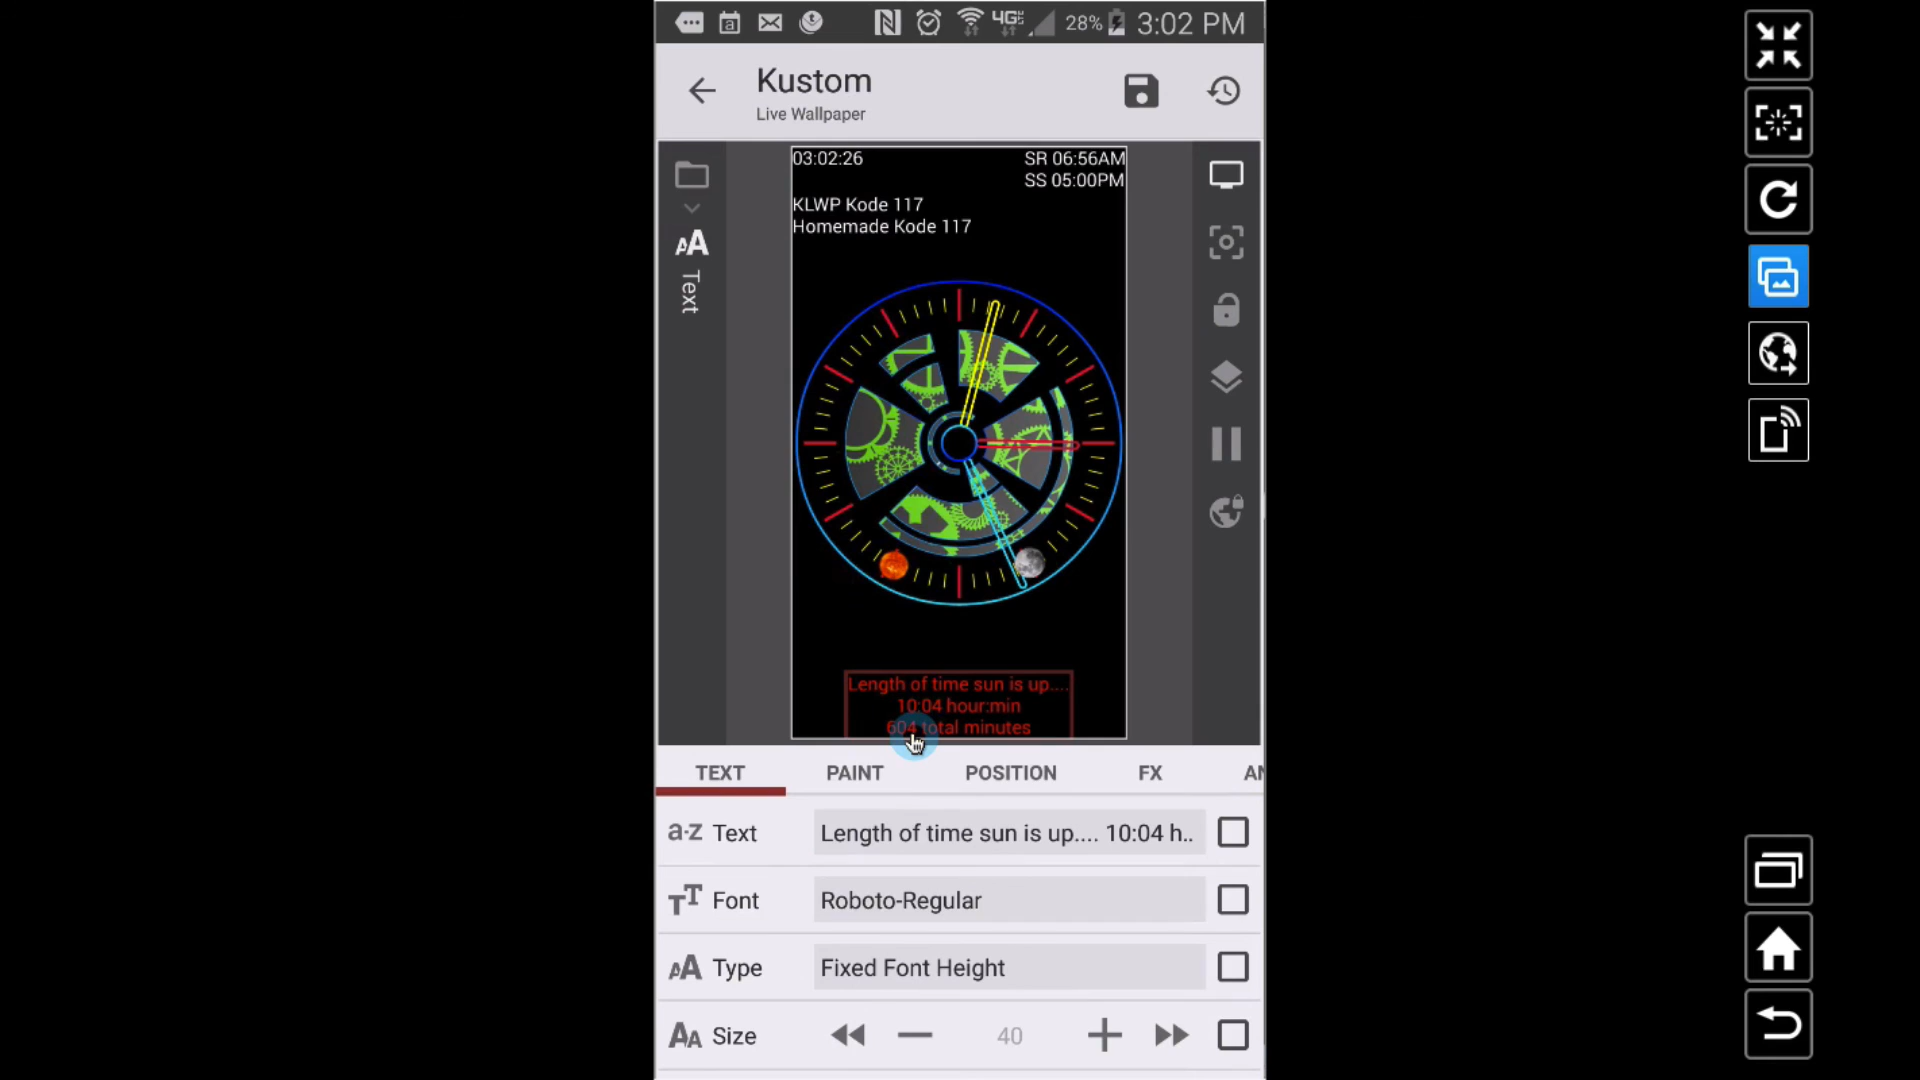 4G 28% 3:02 PM
Kustom
Live Wallpaper
03:02:26
SR 06:56AM
SS 05:00PM
KLWP Kode 117
Homemade Kode 117
Text
Length of time sun is up....
10:04 hour:min
604 total minutes
TEXT PAINT POSITION FX AN
a-z Text Length of time sun is up.... 10:04 h..
Font Roboto-Regular
Type Fixed Font Height
Size 40